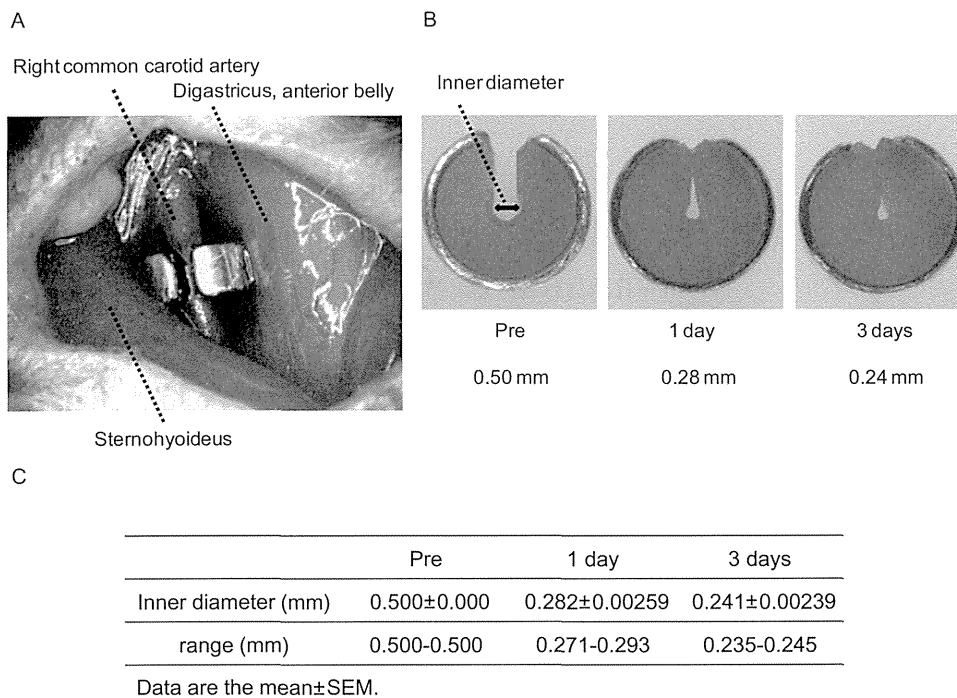 A
Right common carotid artery
Digastricus, anterior belly
Sternohyoideus
B
Inner diameter
Pre 1 day 3 days
0.50 mm 0.28 mm 0.24 mm
C
Pre 1 day 3 days
Inner diameter (mm) 0.500±0.000 0.282±0.00259 0.241±0.00239
range (mm) 0.500-0.500 0.271-0.293 0.235-0.245
Data are the mean±SEM.